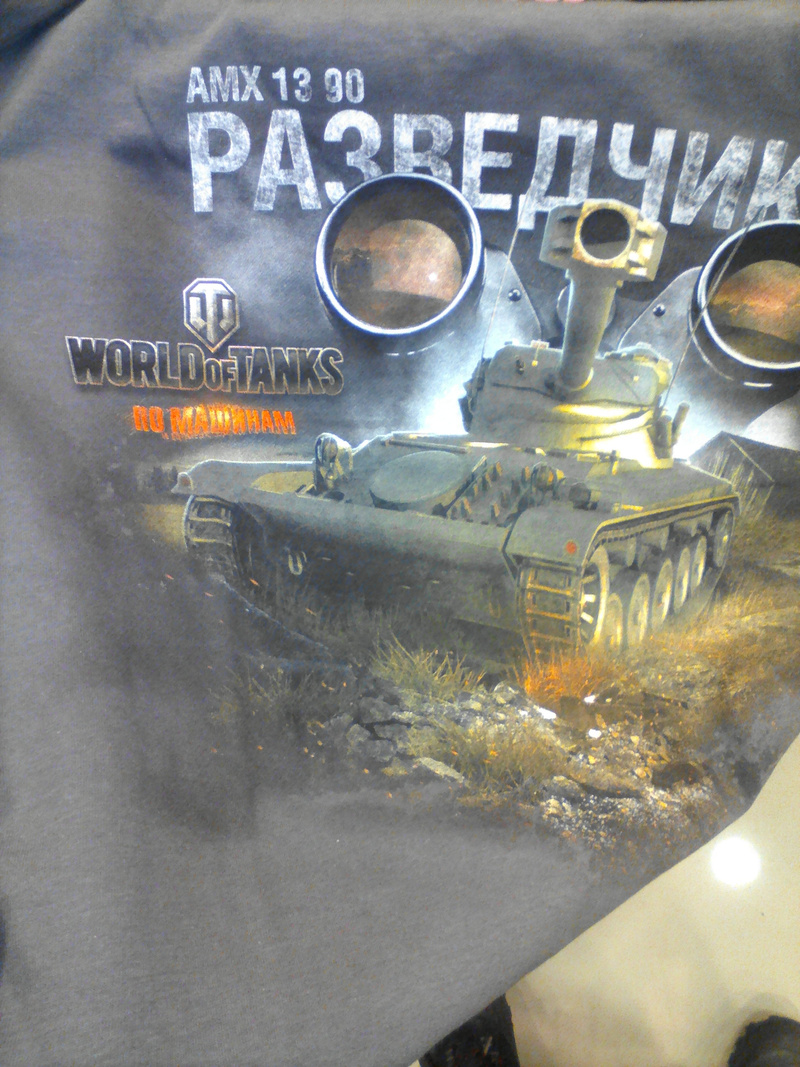 AMX 13 90
РАЗВЕДЧИК
WORLD OF TANKS
ПО МАШИНАМ